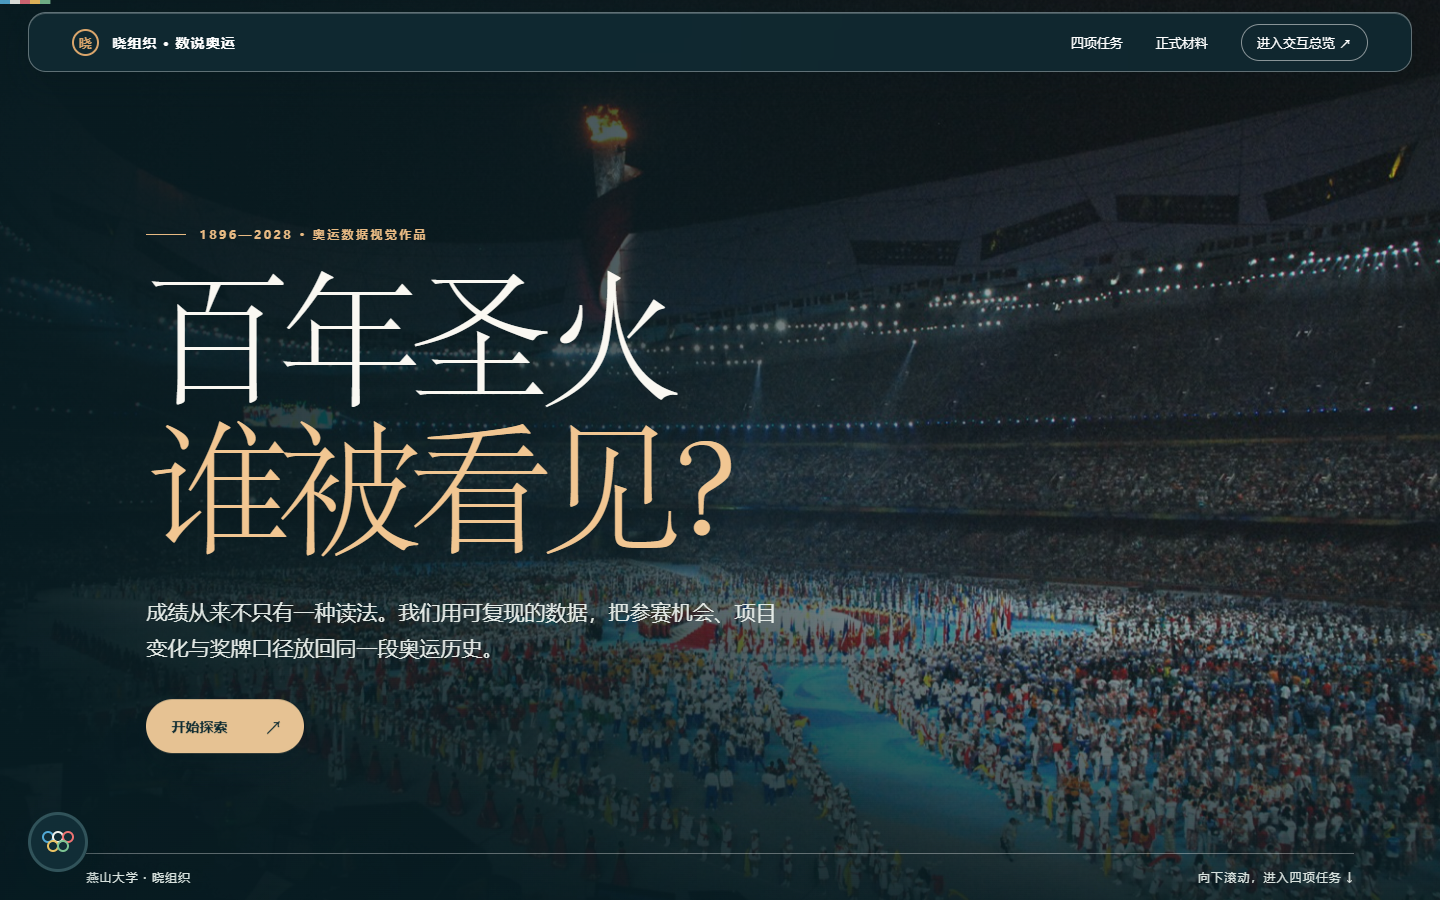 晓 晓组织 • 数说奥运
四项任务 正式材料 进入交互总览 ↗
1896—2028 • 奥运数据视觉作品
百年圣火
谁被看见?
成绩从来不只有一种读法。我们用可复现的数据，把参赛机会、项目
变化与奖牌口径放回同一段奥运历史。
开始探索 ↗
燕山大学 · 晓组织
向下滚动，进入四项任务 ↓